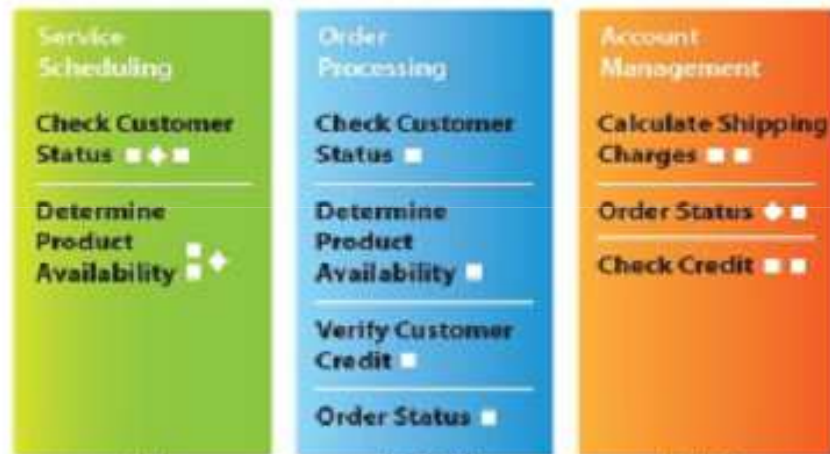 Service
Scheduling
Check Customer
Status
Determine
Product
Availability
Order
Processing
Check Customer
Status
Determine
Product
Availability
Verify Customer
Credit
Order Status
Account
Management
Calculate Shipping
Charges
Order Status
Check Credit